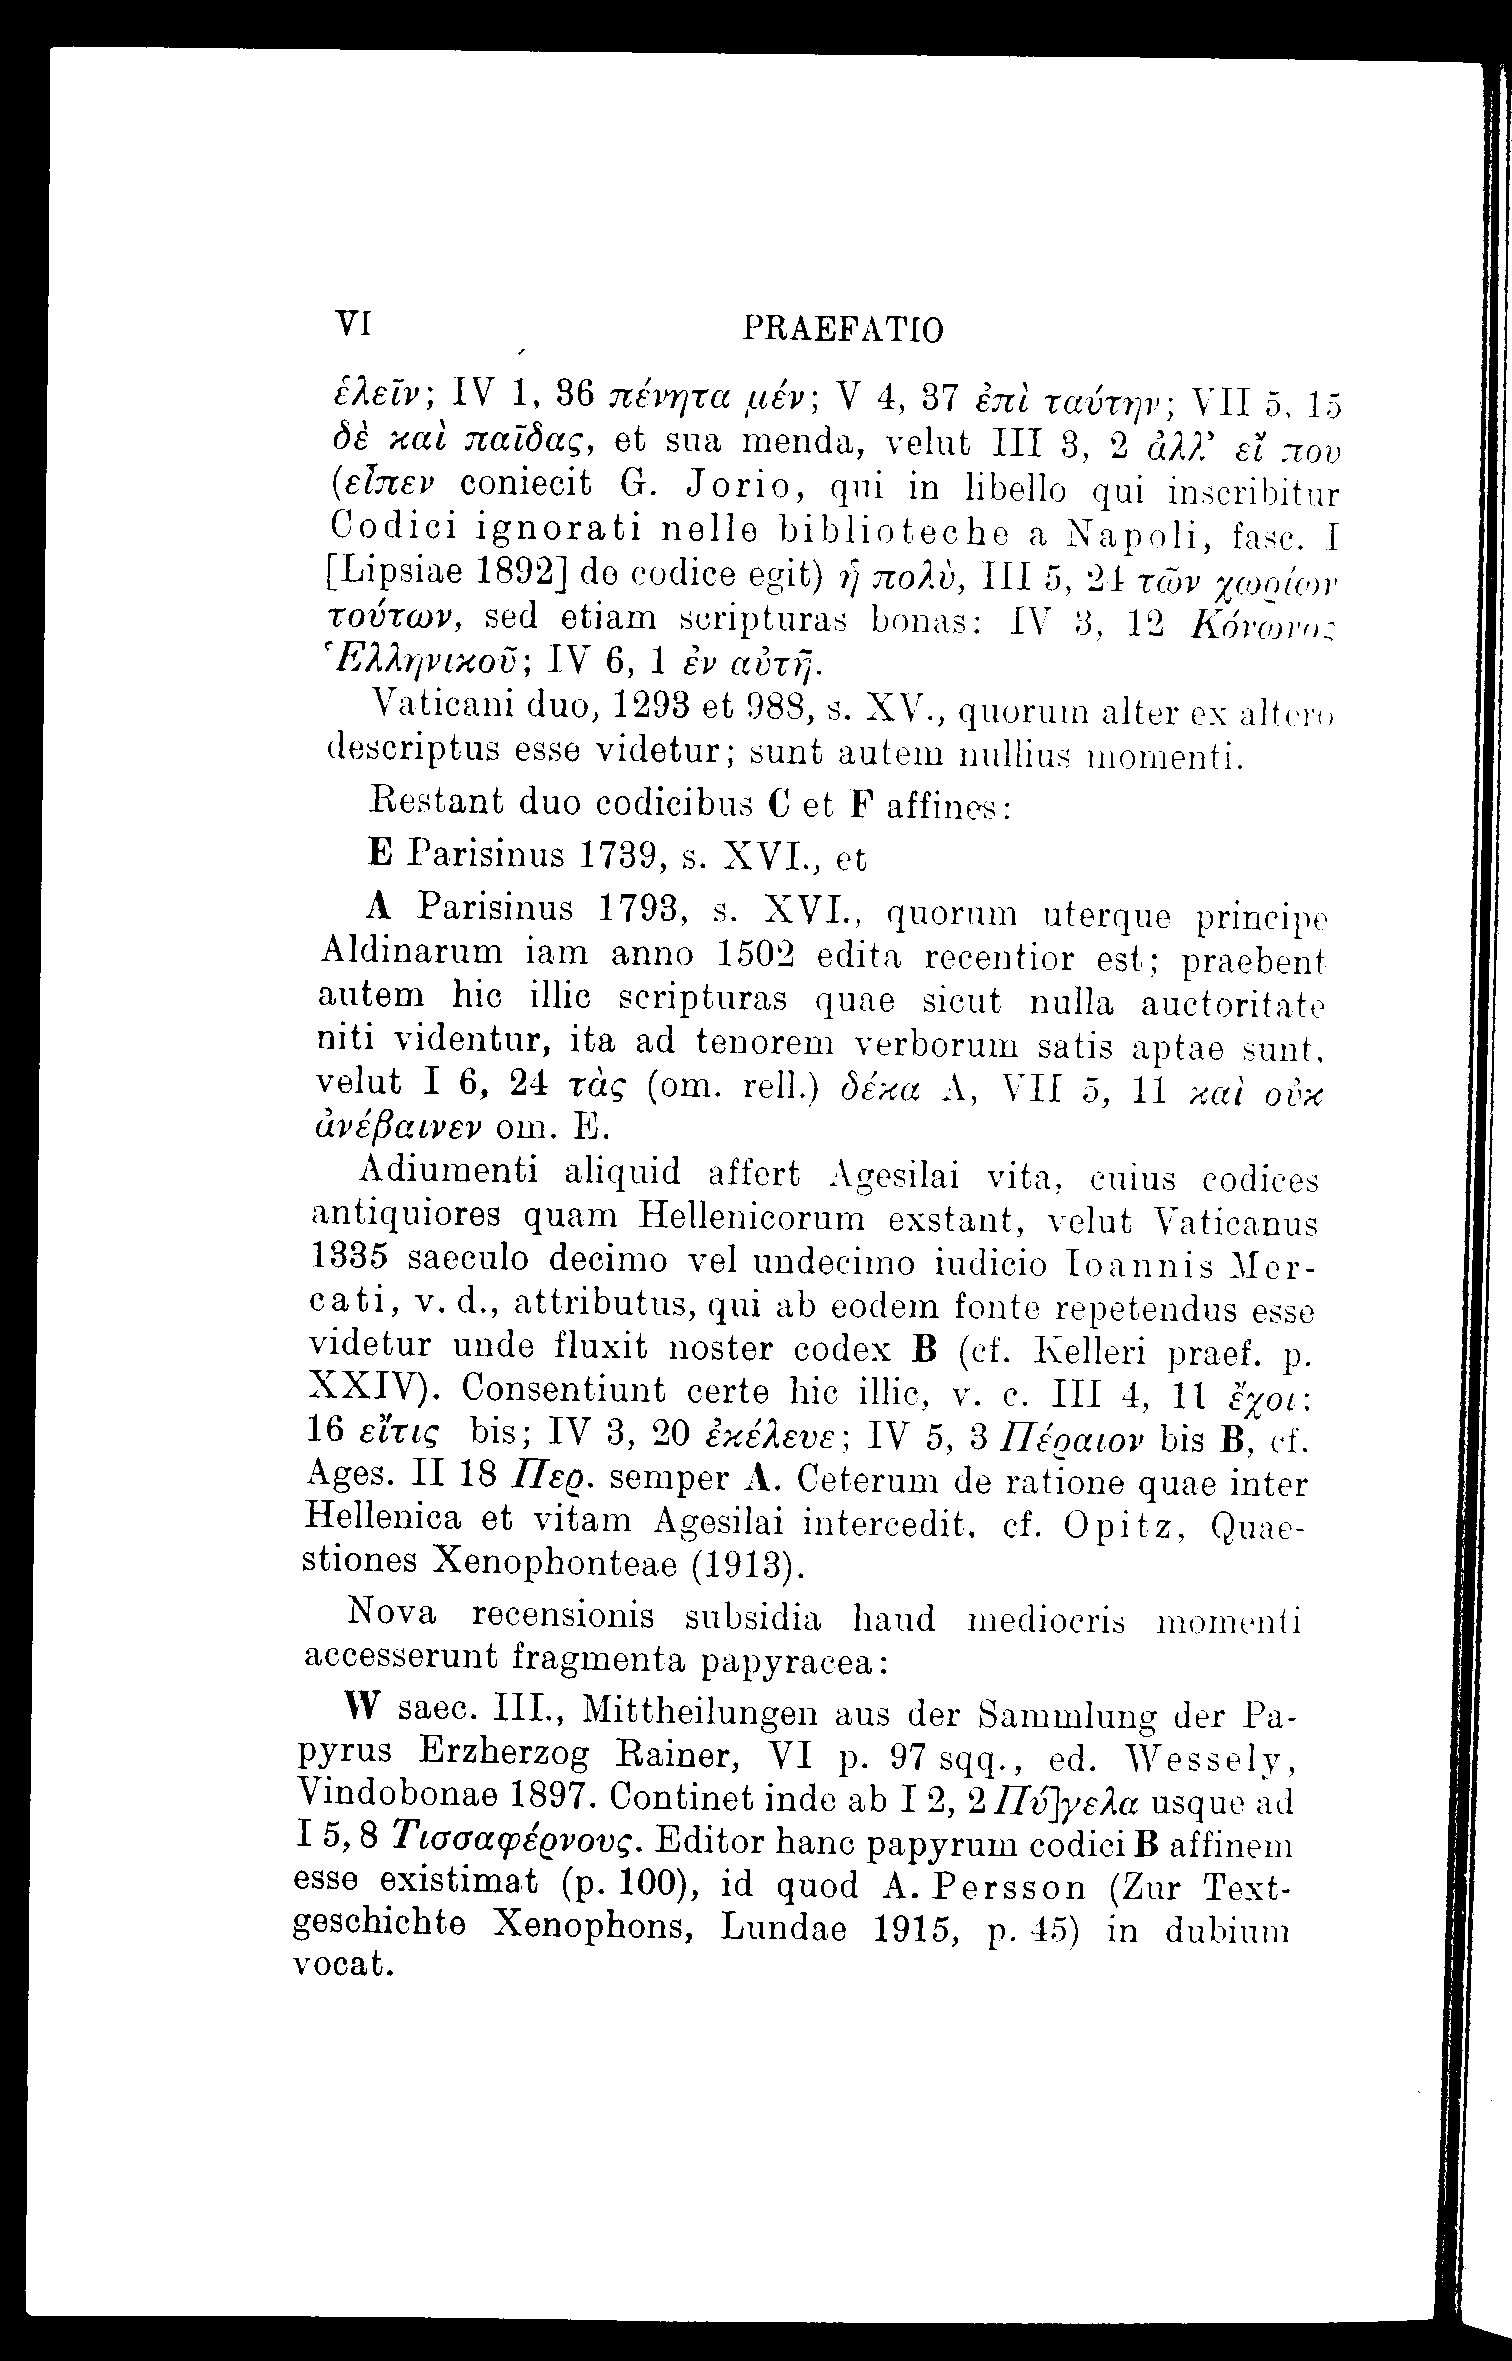 VI PRAEFATIO
ἑλεῖν; IV 1, 36 πένητα μέν; V 4, 37 ἐπὶ ταύτην; VII 5, 15
δὲ καὶ παῖδας, et sua menda, velut III 3, 2 ἀλλ’ εἴ που
(εἶπεν coniecit G. Jorio, qui in libello qui inscribitur
Codici ignorati nelle biblioteche a Napoli, fasc. I
[Lipsiae 1892] de codice egit) ἢ πολὺ, III 5, 24 τῶν χωρίων
τούτων, sed etiam scripturas bonas: IV 3, 12 Κόνωνος
Ἑλληνικοῦ; IV 6, 1 ἐν αὐτῇ.
Vaticani duo, 1293 et 988, s. XV., quorum alter ex altero
descriptus esse videtur; sunt autem nullius momenti.
Restant duo codicibus C et F affines:
E Parisinus 1739, s. XVI., et
A Parisinus 1793, s. XVI., quorum uterque principe
Aldinarum iam anno 1502 edita recentior est; praebent
autem hic illic scripturas quae sicut nulla auctoritate
niti videntur, ita ad tenorem verborum satis aptae sunt,
velut I 6, 24 τὰς (om. rell.) δέκα A, VII 5, 11 καὶ οὐκ
ἀνέβαινεν om. E.
Adiumenti aliquid affert Agesilai vita, cuius codices
antiquiores quam Hellenicorum exstant, velut Vaticanus
1335 saeculo decimo vel undecimo iudicio Ioannis Mer-
cati, v. d., attributus, qui ab eodem fonte repetendus esse
videtur unde fluxit noster codex B (cf. Kelleri praef. p.
XXIV). Consentiunt certe hic illic, v. c. III 4, 11 ἔχοι;
16 εἴτις bis; IV 3, 20 ἐκέλευε; IV 5, 3 Πέραιον bis B, cf.
Ages. II 18 Περ. semper A. Ceterum de ratione quae inter
Hellenica et vitam Agesilai intercedit, cf. Opitz, Quae-
stiones Xenophonteae (1913).
Nova recensionis subsidia haud mediocris momenti
accesserunt fragmenta papyracea:
W saec. III., Mittheilungen aus der Sammlung der Pa-
pyrus Erzherzog Rainer, VI p. 97 sqq., ed. Wessely,
Vindobonae 1897. Continet inde ab I 2, 2 Πύ]γελα usque ad
I 5, 8 Τισσαφέρνους. Editor hanc papyrum codici B affinem
esse existimat (p. 100), id quod A. Persson (Zur Text-
geschichte Xenophons, Lundae 1915, p. 45) in dubium
vocat.